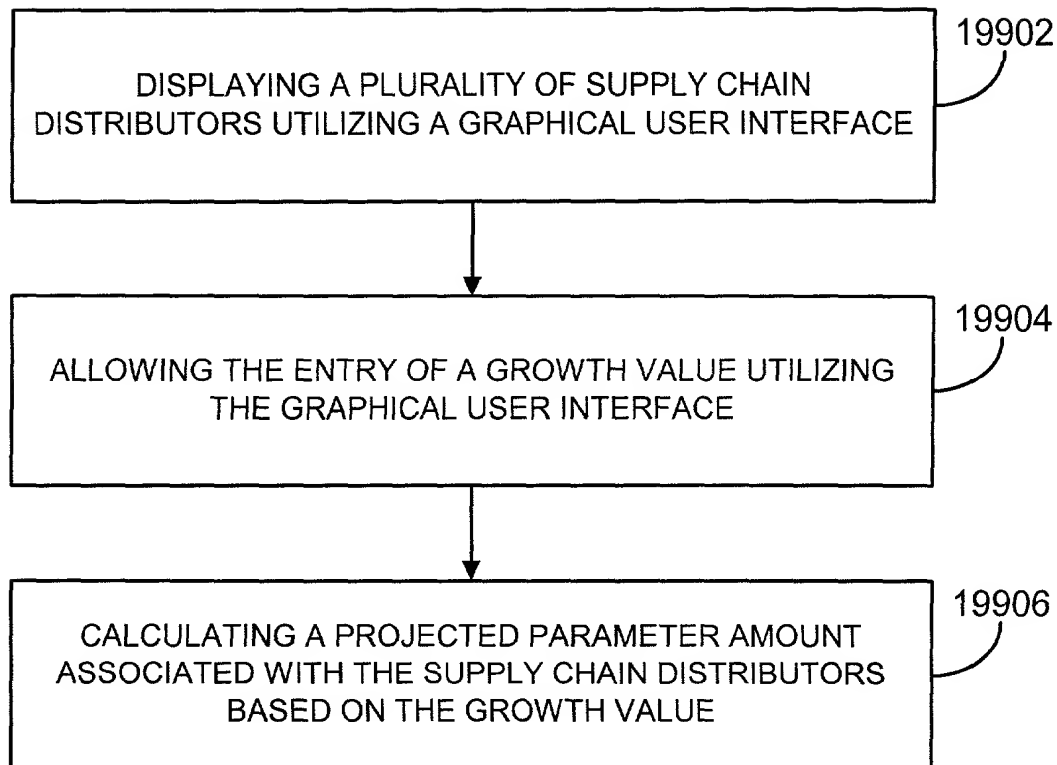 19902
DISPLAYING A PLURALITY OF SUPPLY CHAIN
DISTRIBUTORS UTILIZING A GRAPHICAL USER INTERFACE
19904
ALLOWING THE ENTRY OF A GROWTH VALUE UTILIZING
THE GRAPHICAL USER INTERFACE
19906
CALCULATING A PROJECTED PARAMETER AMOUNT
ASSOCIATED WITH THE SUPPLY CHAIN DISTRIBUTORS
BASED ON THE GROWTH VALUE